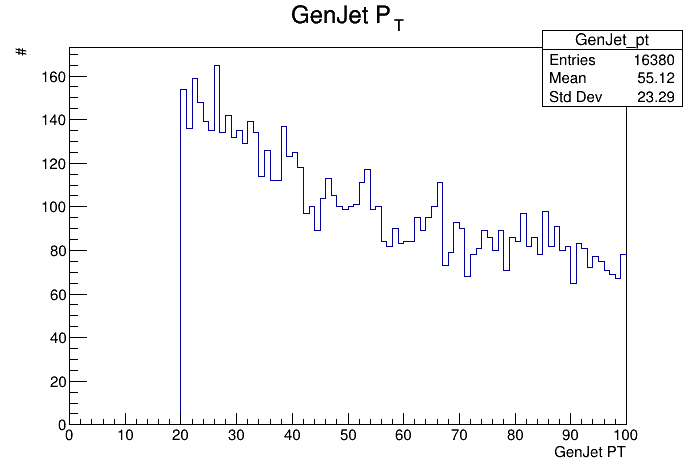 GenJet P_T
GenJet_pt
Entries 16380
Mean 55.12
Std Dev 23.29
#
160
140
120
100
80
60
40
20
0
0 10 20 30 40 50 60 70 80 90 100
GenJet PT